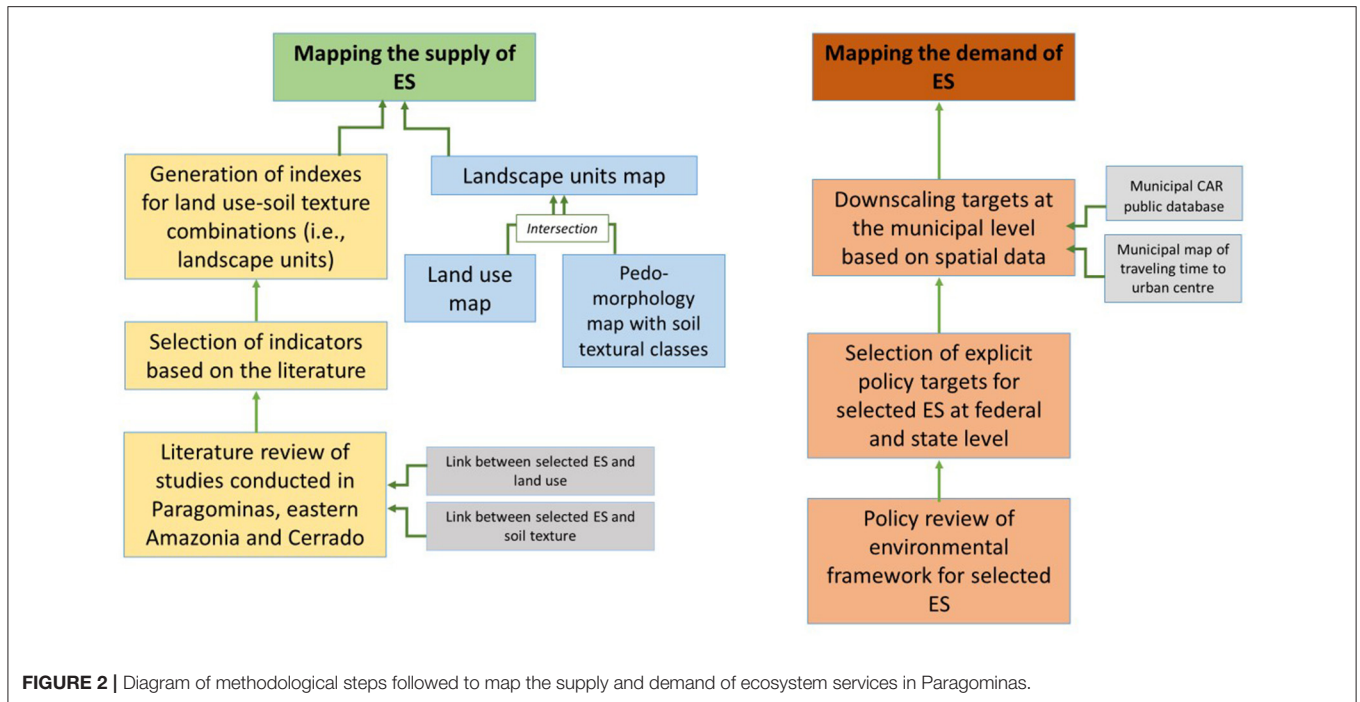 Mapping the supply of
ES
Generation of indexes
for land use-soil texture
combinations (i.e.,
landscape units)
Landscape units map
Intersection
Land use
map
Pedo-
morphology
map with soil
textural classes
Selection of indicators
based on the literature
Literature review of
studies conducted in
Paragominas, eastern
Amazonia and Cerrado
Link between selected ES and
land use
Link between selected ES and
soil texture
Mapping the demand of
ES
Downscaling targets at
the municipal level
based on spatial data
Municipal CAR
public database
Municipal map of
traveling time to
urban centre
Selection of explicit
policy targets for
selected ES at federal
and state level
Policy review of
environmental
framework for selected
ES
FIGURE 2 | Diagram of methodological steps followed to map the supply and demand of ecosystem services in Paragominas.